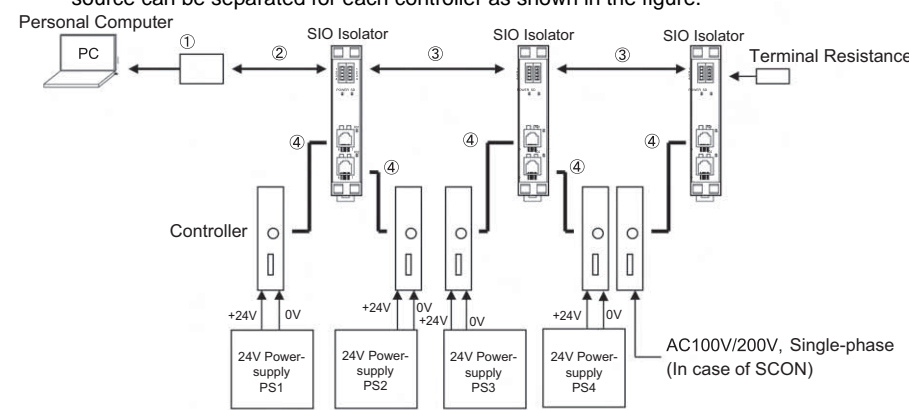 source can be separated for each controller as shown in the figure.
Personal Computer
SIO Isolator
SIO Isolator
SIO Isolator
PC
①
②
③
③
Terminal Resistance
④
④
④
④
④
Controller
+24V
0V
+24V
0V
+24V
0V
+24V
0V
24V Power-
supply
PS1
24V Power-
supply
PS2
24V Power-
supply
PS3
24V Power-
supply
PS4
AC100V/200V, Single-phase
(In case of SCON)